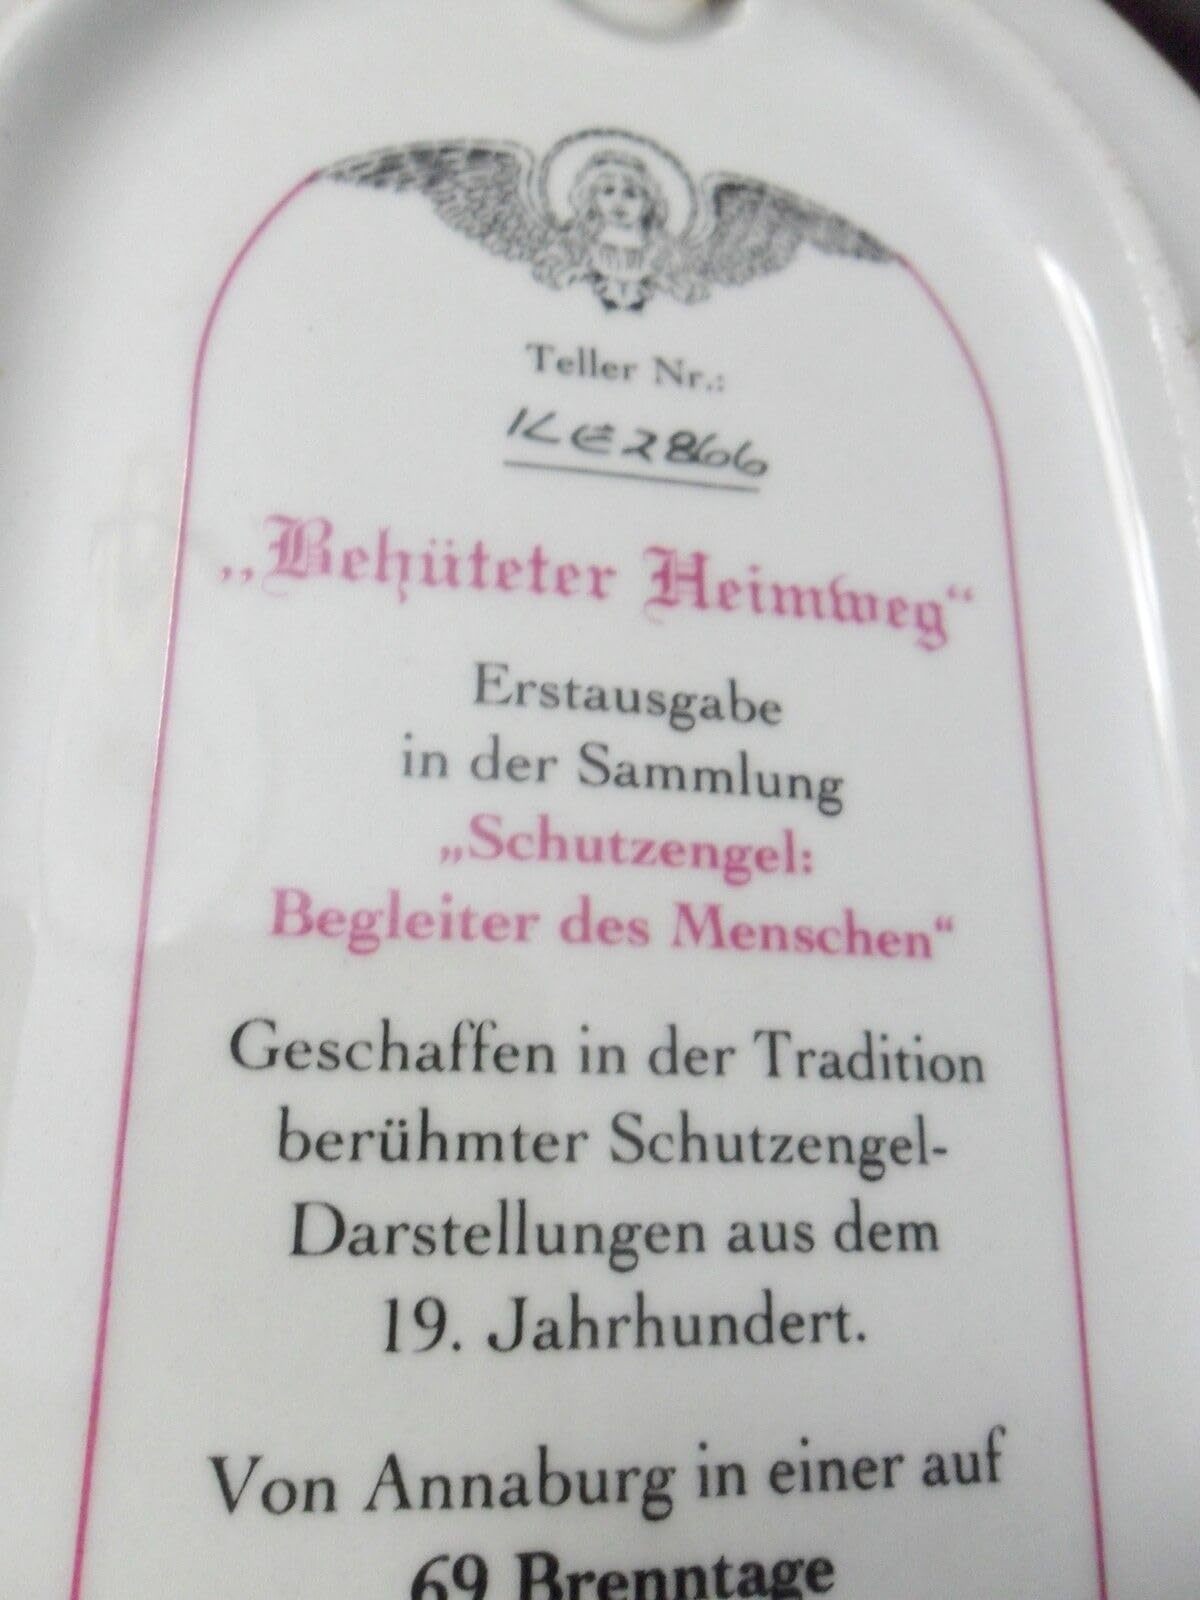 Teller Nr.:
KE2866
„Behüteter Heimweg“
Erstausgabe
in der Sammlung
„Schutzengel:
Begleiter des Menschen“
Geschaffen in der Tradition
berühmter Schutzengel-
Darstellungen aus dem
19. Jahrhundert.
Von Annaburg in einer auf
69 Brenntage